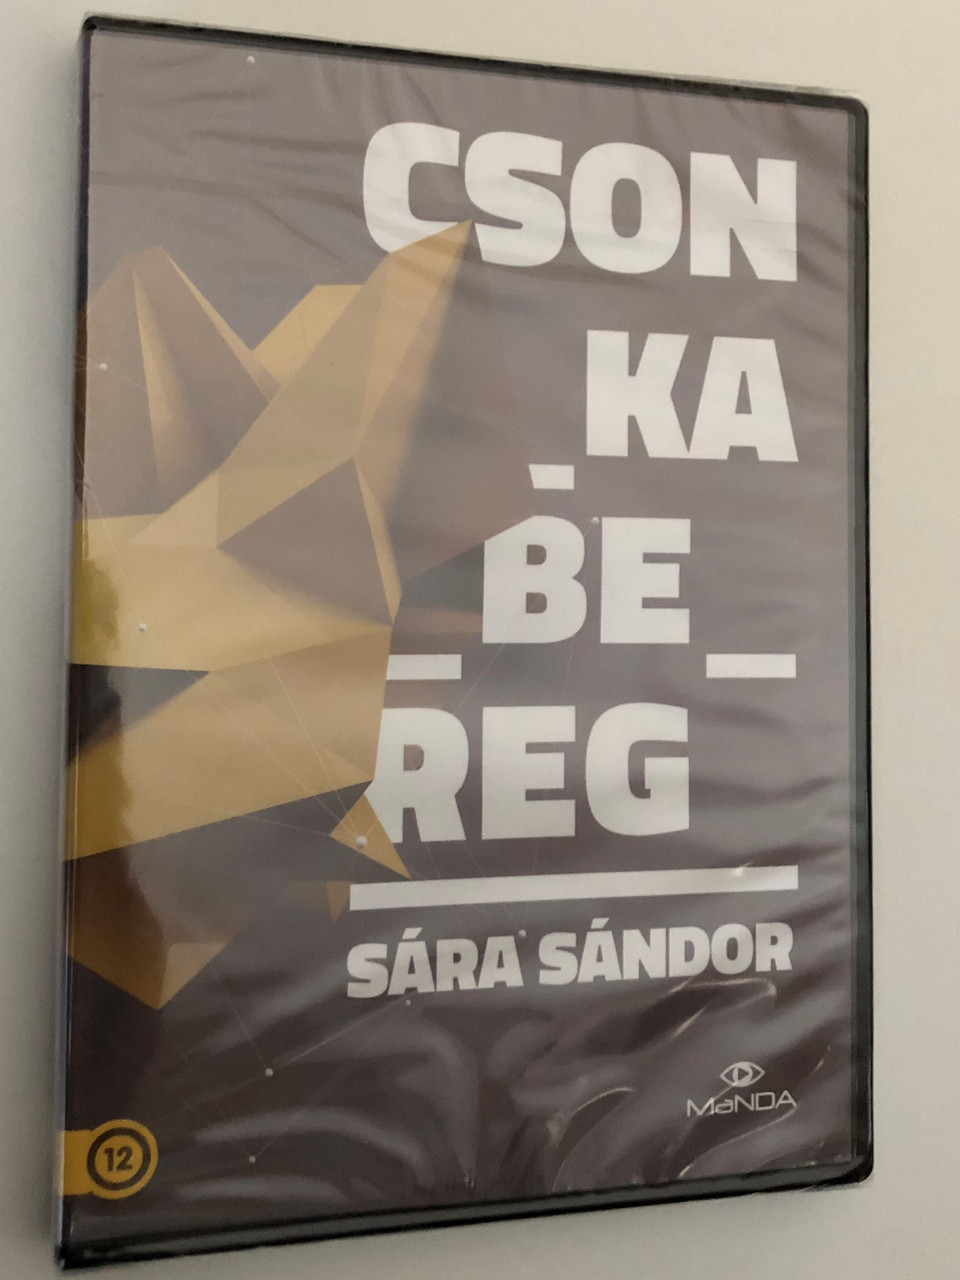 CSON
KA
BE
REG
SÁRA SÁNDOR
MaNDA
12